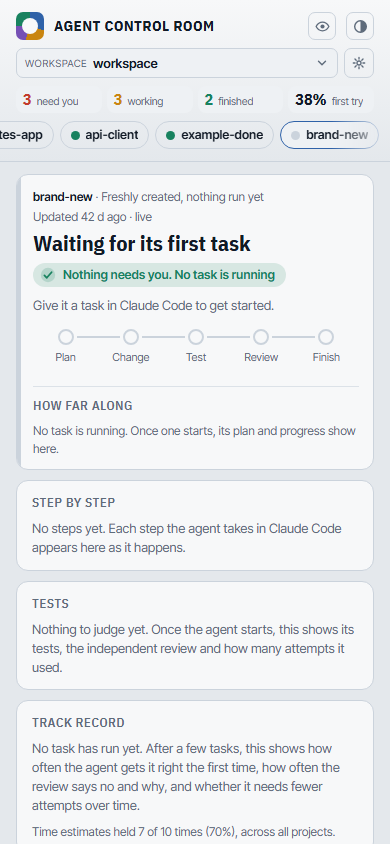 AGENT CONTROL ROOM
WORKSPACE workspace
3 need you
3 working
2 finished
38% first try
tes-app
api-client
example-done
brand-new
brand-new · Freshly created, nothing run yet
Updated 42 d ago · live
Waiting for its first task
Nothing needs you. No task is running
Give it a task in Claude Code to get started.
Plan
Change
Test
Review
Finish
HOW FAR ALONG
No task is running. Once one starts, its plan and progress show
here.
STEP BY STEP
No steps yet. Each step the agent takes in Claude Code
appears here as it happens.
TESTS
Nothing to judge yet. Once the agent starts, this shows its
tests, the independent review and how many attempts it
used.
TRACK RECORD
No task has run yet. After a few tasks, this shows how
often the agent gets it right the first time, how often the
review says no and why, and whether it needs fewer
attempts over time.
Time estimates held 7 of 10 times (70%), across all projects.